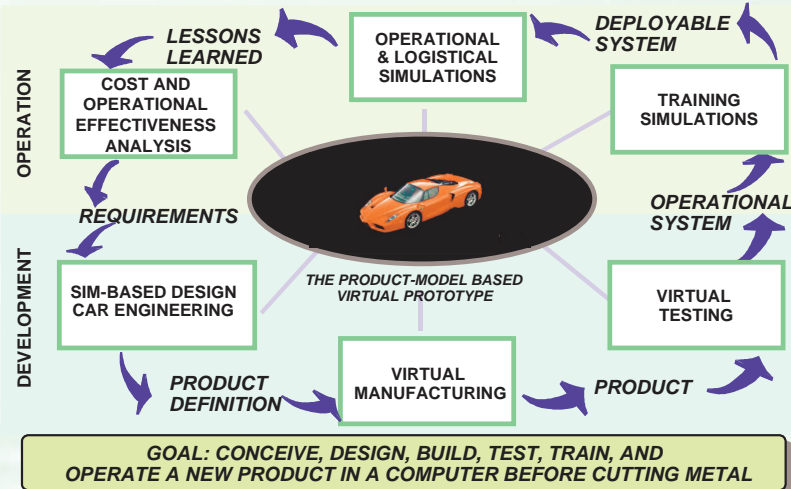 LESSONS
LEARNED
OPERATIONAL
& LOGISTICAL
SIMULATIONS
DEPLOYABLE
SYSTEM
OPERATION
COST AND
OPERATIONAL
EFFECTIVENESS
ANALYSIS
TRAINING
SIMULATIONS
REQUIREMENTS
OPERATIONAL
SYSTEM
DEVELOPMENT
SIM-BASED DESIGN
CAR ENGINEERING
THE PRODUCT-MODEL BASED
VIRTUAL PROTOTYPE
VIRTUAL
TESTING
PRODUCT
DEFINITION
VIRTUAL
MANUFACTURING
PRODUCT
GOAL: CONCEIVE, DESIGN, BUILD, TEST, TRAIN, AND
OPERATE A NEW PRODUCT IN A COMPUTER BEFORE CUTTING METAL